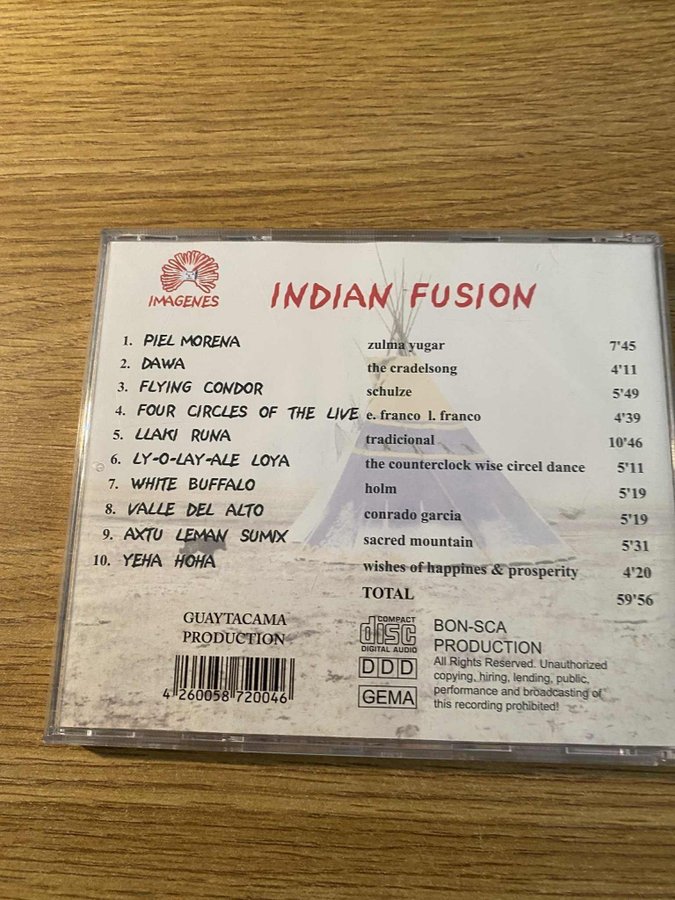 IMAGENES
INDIAN FUSION
1. PIEL MORENA zulma yugar 7'45
2. DAWA the cradelsong 4'11
3. FLYING CONDOR schulze 5'49
4. FOUR CIRCLES OF THE LIVE e. franco l. franco 4'39
5. LLAKI RUNA tradicional 10'46
6. LY-O-LAY-ALE LOYA the counterclock wise circel dance 5'11
7. WHITE BUFFALO holm 5'19
8. VALLE DEL ALTO conrado garcia 5'19
9. AXTU LEMAN SUMIX sacred mountain 5'31
10. YEHA HOHA wishes of happines & prosperity 4'20
TOTAL 59'56
GUAYTACAMA
PRODUCTION
4 260058 720046
COMPACT
disc
DIGITAL AUDIO
DDD
GEMA
BON-SCA
PRODUCTION
All Rights Reserved. Unauthorized
copying, hiring, lending, public,
performance and broadcasting of
this recording prohibited!